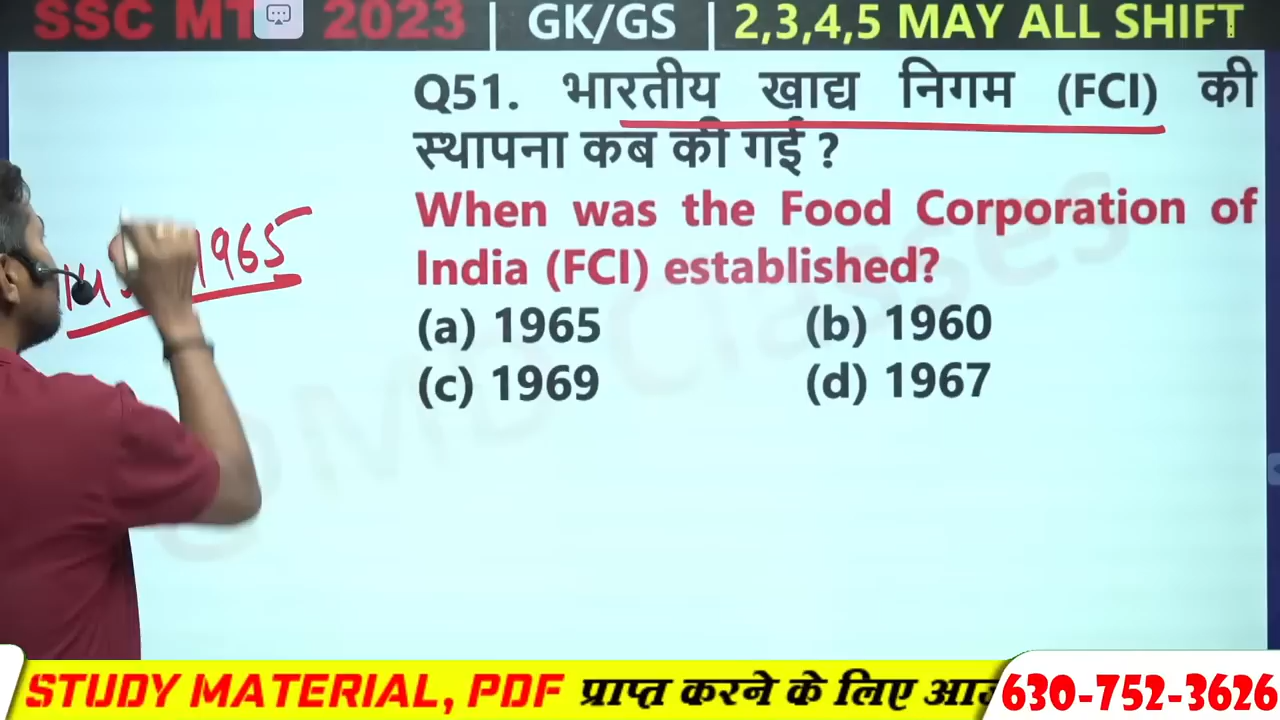 SSC MT 2023 | GK/GS | 2,3,4,5 MAY ALL SHIFT
Q51. भारतीय खाद्य निगम (FCI) की
स्थापना कब की गई ?
When was the Food Corporation of
India (FCI) established?
(a) 1965 (b) 1960
(c) 1969 (d) 1967
14 1965
Classes
STUDY MATERIAL, PDF प्राप्त करने के लिए
630-752-3626